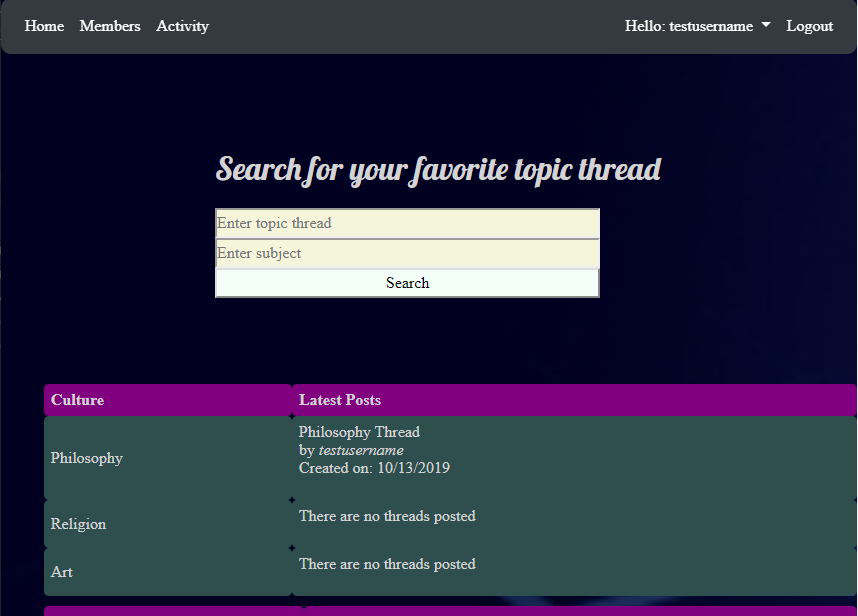 Home Members Activity Hello: testusername Logout
Search for your favorite topic thread
Enter topic thread
Enter subject
Search
Culture Latest Posts
Philosophy
Philosophy Thread
by testusername
Created on: 10/13/2019
Religion There are no threads posted
Art There are no threads posted